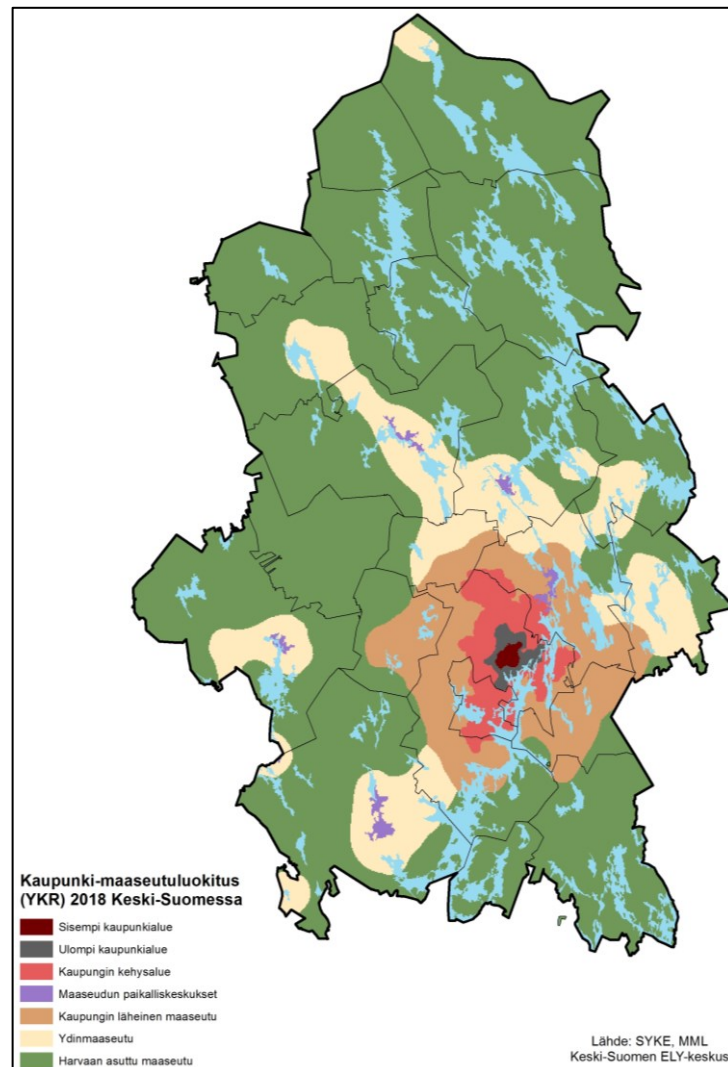 Kaupunki-maaseutuluokitus
(YKR) 2018 Keski-Suomessa
Sisempi kaupunkialue
Ulompi kaupunkialue
Kaupungin kehysalue
Maaseudun paikalliskeskukset
Kaupungin läheinen maaseutu
Ydinmaaseutu
Harvaan asuttu maaseutu
Lähde: SYKE, MML
Keski-Suomen ELY-keskus